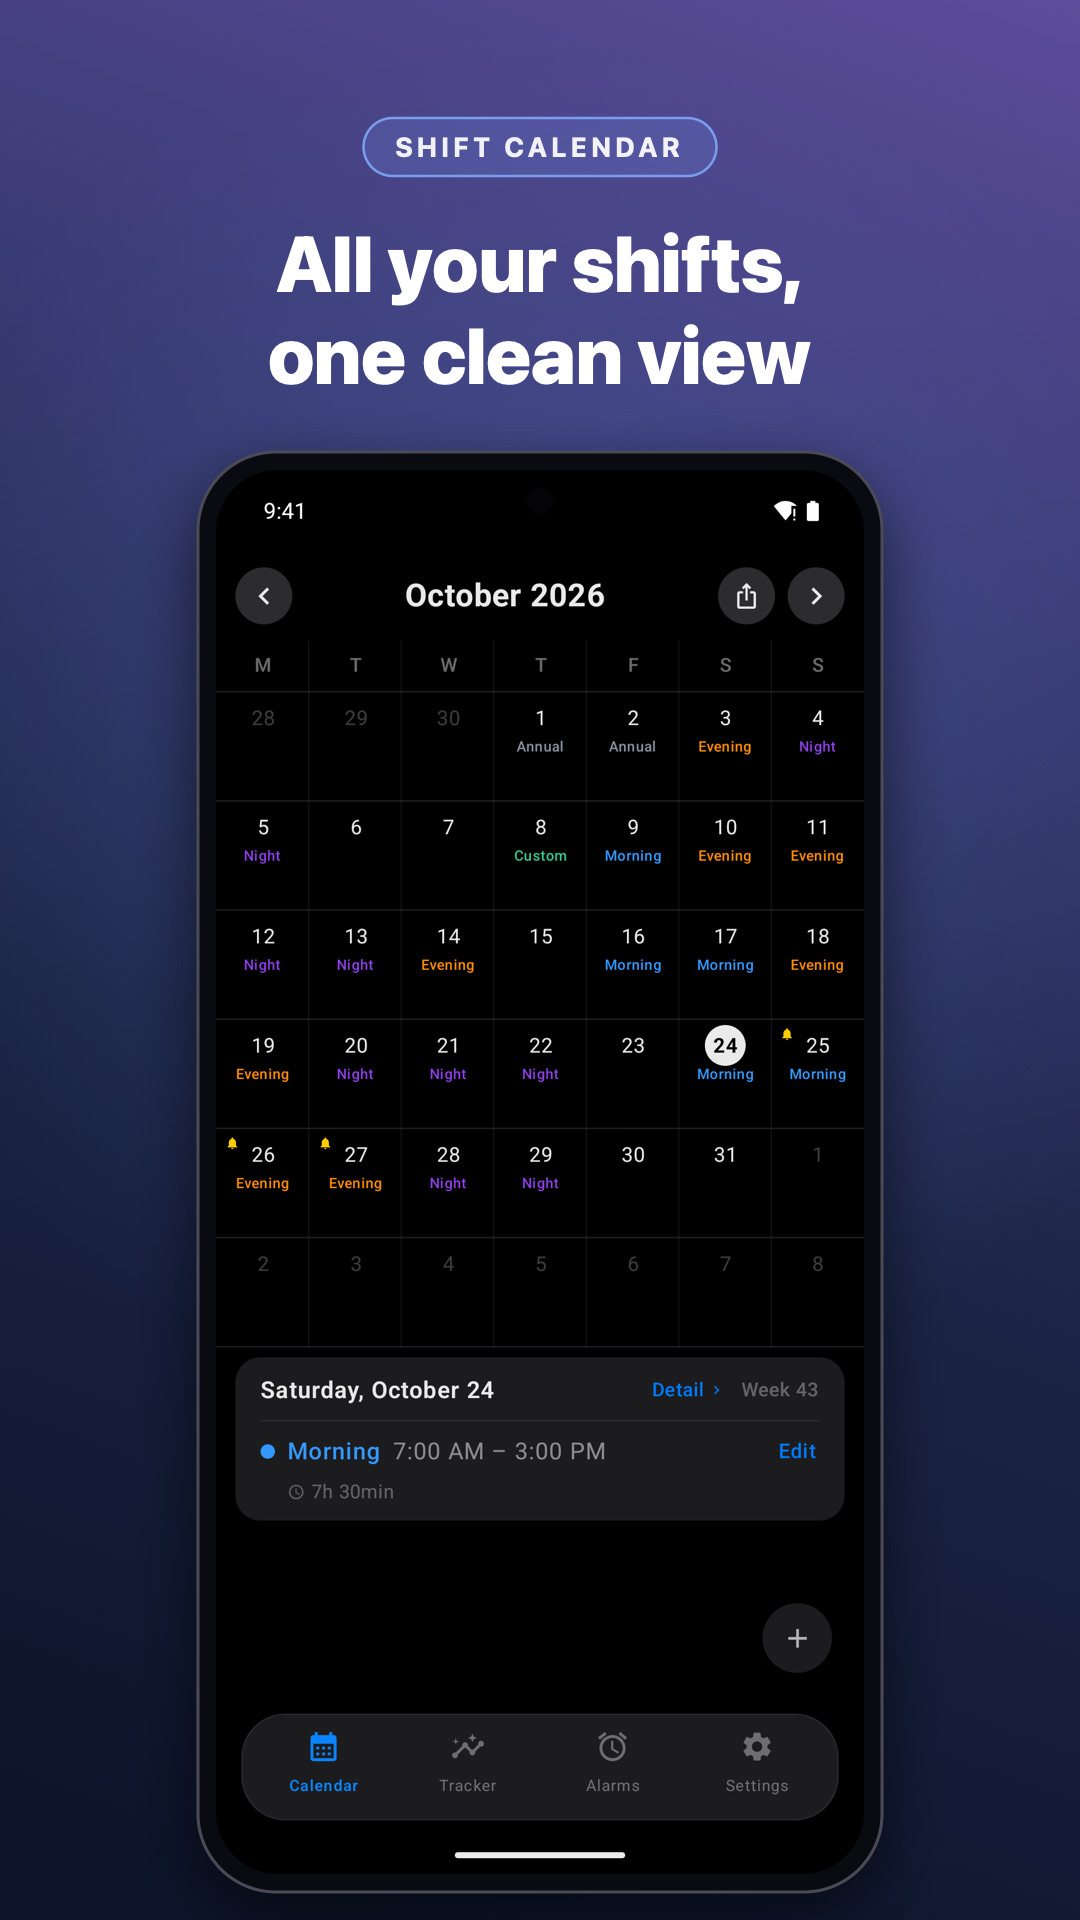 SHIFT CALENDAR
All your shifts,
one clean view
9:41
October 2026
M T W T F S S
28 29 30 1 2 3 4
Annual Annual Evening Night
5 6 7 8 9 10 11
Night Custom Morning Evening Evening
12 13 14 15 16 17 18
Night Night Evening Morning Morning Evening
19 20 21 22 23 24 25
Evening Night Night Night Morning Morning
26 27 28 29 30 31 1
Evening Evening Night Night
2 3 4 5 6 7 8
Saturday, October 24 Detail > Week 43
Morning 7:00 AM – 3:00 PM Edit
7h 30min
+
Calendar Tracker Alarms Settings